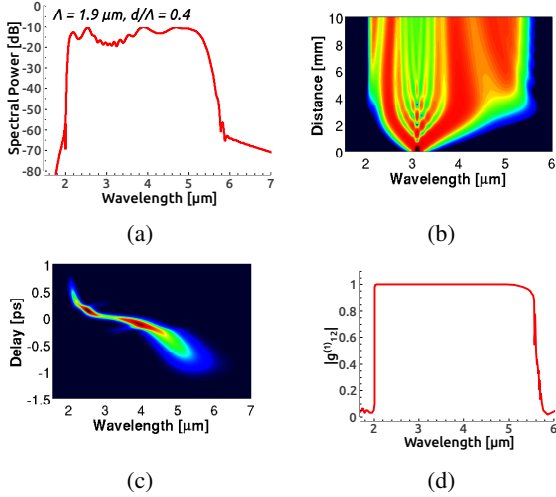 Λ = 1.9 μm, d/Λ = 0.4
Spectral Power [dB]
0
-10
-20
-30
-40
-50
-60
-70
-80
2 3 4 5 6 7
Wavelength [μm]
(a)
Distance [mm]
10
8
6
4
2
0
2 3 4 5 6
Wavelength [μm]
(b)
Delay [ps]
1
0.5
0
-0.5
-1
-1.5
2 3 4 5 6 7
Wavelength [μm]
(c)
|g⁽¹⁾₁₂|
1
0.8
0.6
0.4
0.2
0
2 3 4 5 6
Wavelength [μm]
(d)